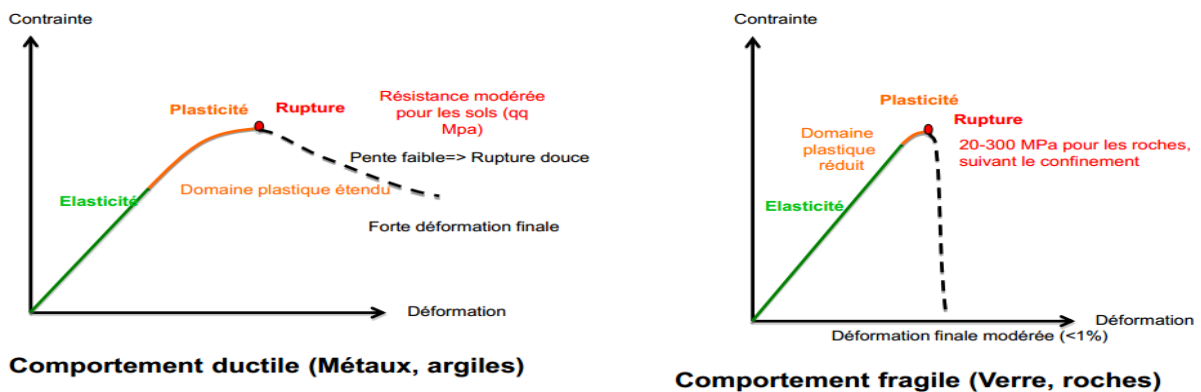 Contrainte
Plasticité
Rupture
Résistance modérée
pour les sols (qq
Mpa)
Pente faible=> Rupture douce
Elasticité
Domaine plastique étendu
Forte déformation finale
Déformation
Comportement ductile (Métaux, argiles)
Contrainte
Plasticité
Rupture
Domaine
plastique
réduit
20-300 MPa pour les roches,
suivant le confinement
Elasticité
Déformation
Déformation finale modérée (<1%)
Comportement fragile (Verre, roches)